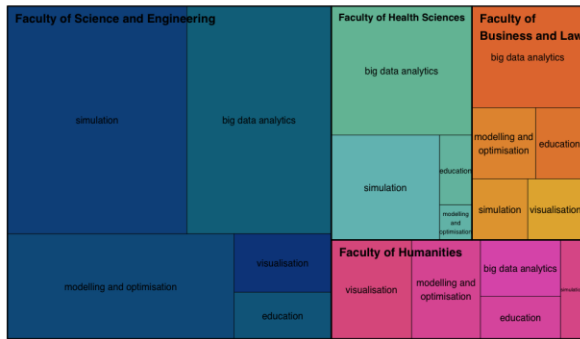 Faculty of Science and Engineering
simulation
big data analytics
modelling and optimisation
visualisation
education
Faculty of Health Sciences
big data analytics
simulation
education
modelling
and
optimisation
Faculty of
Business and Law
big data analytics
modelling and
optimisation
education
simulation
visualisation
Faculty of Humanities
visualisation
modelling and
optimisation
big data analytics
education
simulation